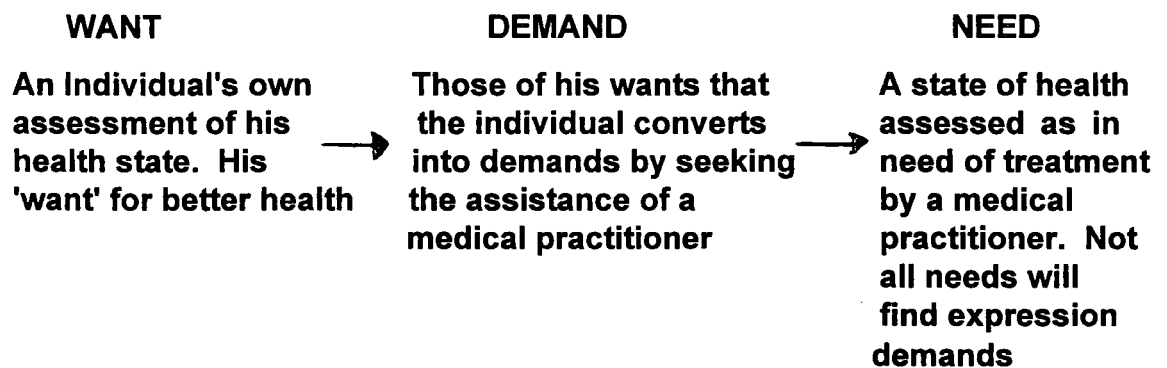 WANT
An Individual's own
assessment of his
health state. His
'want' for better health
DEMAND
Those of his wants that
the individual converts
into demands by seeking
the assistance of a
medical practitioner
NEED
A state of health
assessed as in
need of treatment
by a medical
practitioner. Not
all needs will
find expression
demands